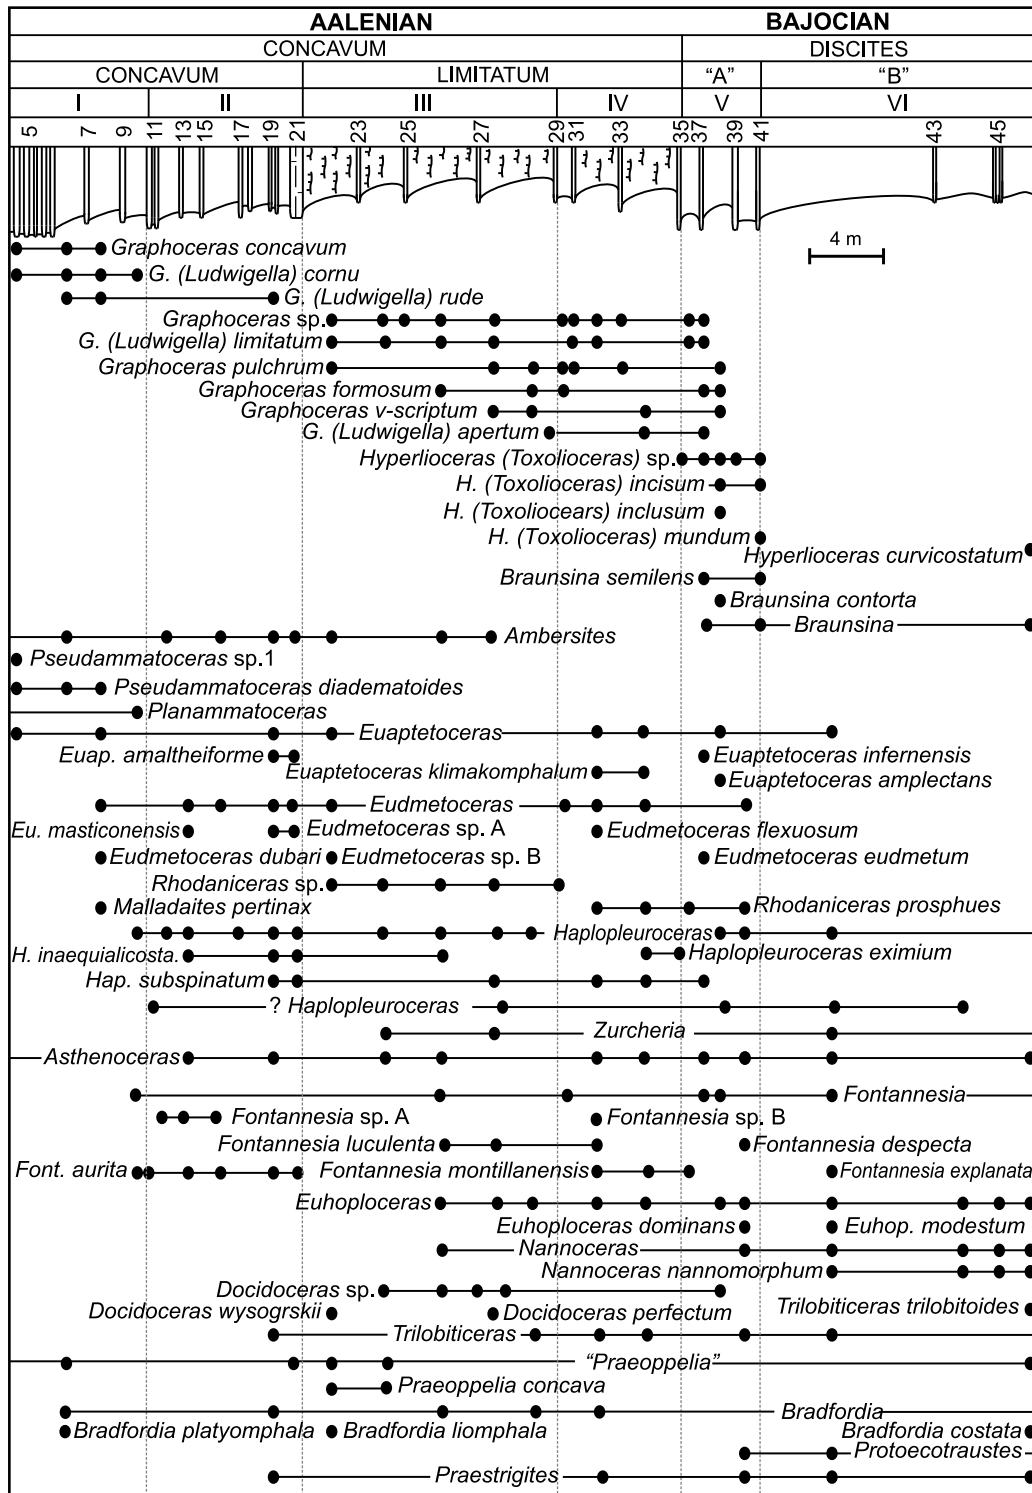 AALENIAN BAJOCIAN
CONCAVUM DISCITES
CONCAVUM LIMITATUM “A” “B”
I II III IV V VI
5 7 9 11 13 15 17 19 21 23 25 27 29 31 33 35 37 39 41 43 45
4 m
Graphoceras concavum
G. (Ludwigella) cornu
G. (Ludwigella) rude
Graphoceras sp.
G. (Ludwigella) limitatum
Graphoceras pulchrum
Graphoceras formosum
Graphoceras v-scriptum
G. (Ludwigella) apertum
Hyperlioceras (Toxolioceras) sp.
H. (Toxolioceras) incisum
H. (Toxoliocears) inclusum
H. (Toxolioceras) mundum
Hyperlioceras curvicostatum
Braunsina semilens
Braunsina contorta
Braunsina
Ambersites
Pseudammatoceras sp.1
Pseudammatoceras diadematoides
Planammatoceras
Euaptetoceras
Euap. amaltheiforme Euaptetoceras infernensis
Euaptetoceras klimakomphalum
Euaptetoceras amplectans
Eudmetoceras
Eu. masticonensis Eudmetoceras sp. A Eudmetoceras flexuosum
Eudmetoceras dubari Eudmetoceras sp. B Eudmetoceras eudmetum
Rhodaniceras sp.
Malladaites pertinax Rhodaniceras prosphues
Haplopleuroceras
H. inaequialicosta. Haplopleuroceras eximium
Hap. subspinatum
? Haplopleuroceras
Zurcheria
Asthenoceras
Fontannesia
Fontannesia sp. A Fontannesia sp. B
Fontannesia luculenta Fontannesia despecta
Font. aurita Fontannesia montillanensis Fontannesia explanata
Euhoploceras
Euhoploceras dominans Euhop. modestum
Nannoceras
Nannoceras nannomorphum
Docidoceras sp.
Docidoceras wysogrskii Docidoceras perfectum Trilobiticeras trilobitoides
Trilobiticeras
“Praeoppelia”
Praeoppelia concava
Bradfordia
Bradfordia platyomphala Bradfordia liomphala Bradfordia costata
Protoecotraustes
Praestrigites